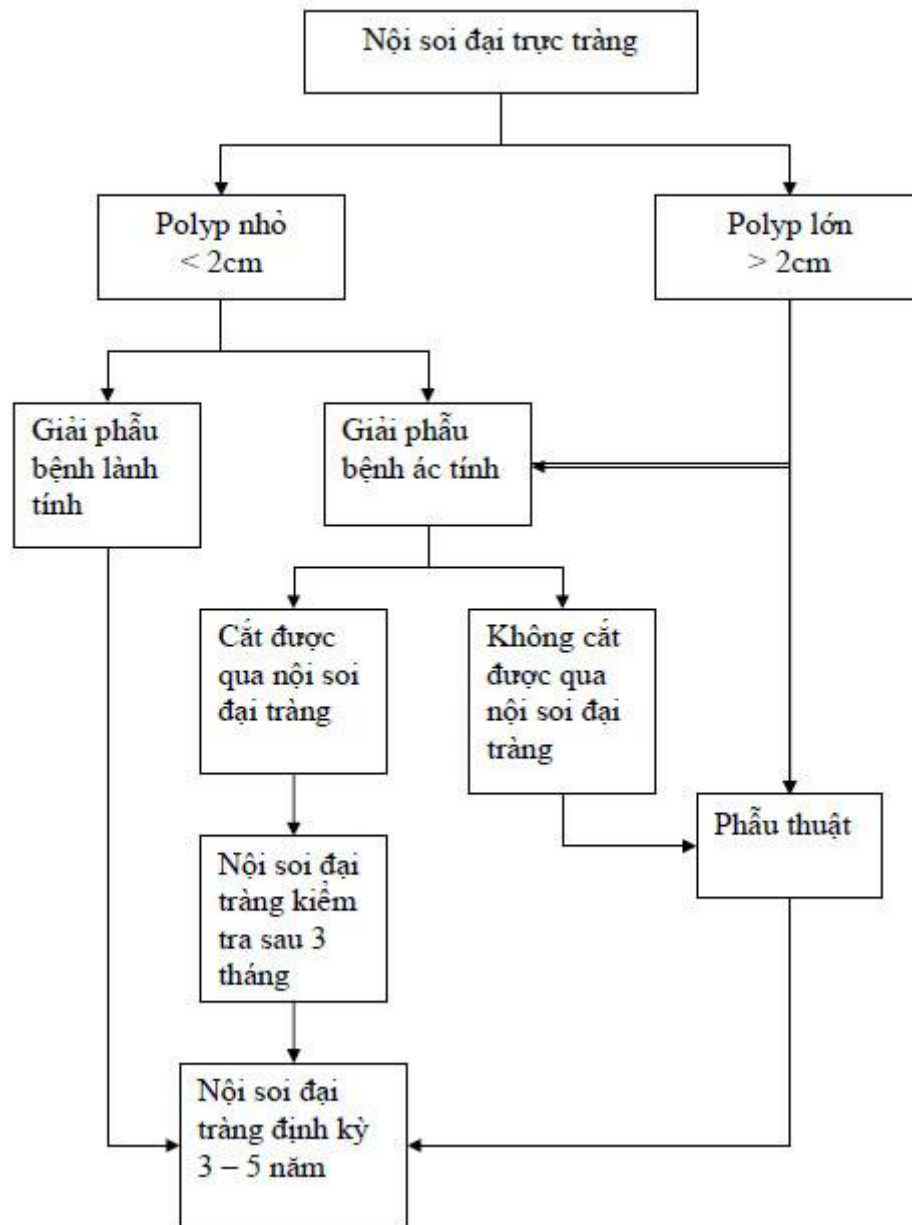 Nội soi đại trực tràng
Polyp nhỏ
< 2cm
Polyp lớn
> 2cm
Giải phẫu
bệnh lành
tính
Giải phẫu
bệnh ác tính
Cắt được
qua nội soi
đại tràng
Không cắt
được qua
nội soi đại
tràng
Phẫu thuật
Nội soi đại
tràng kiểm
tra sau 3
tháng
Nội soi đại
tràng định kỳ
3 – 5 năm